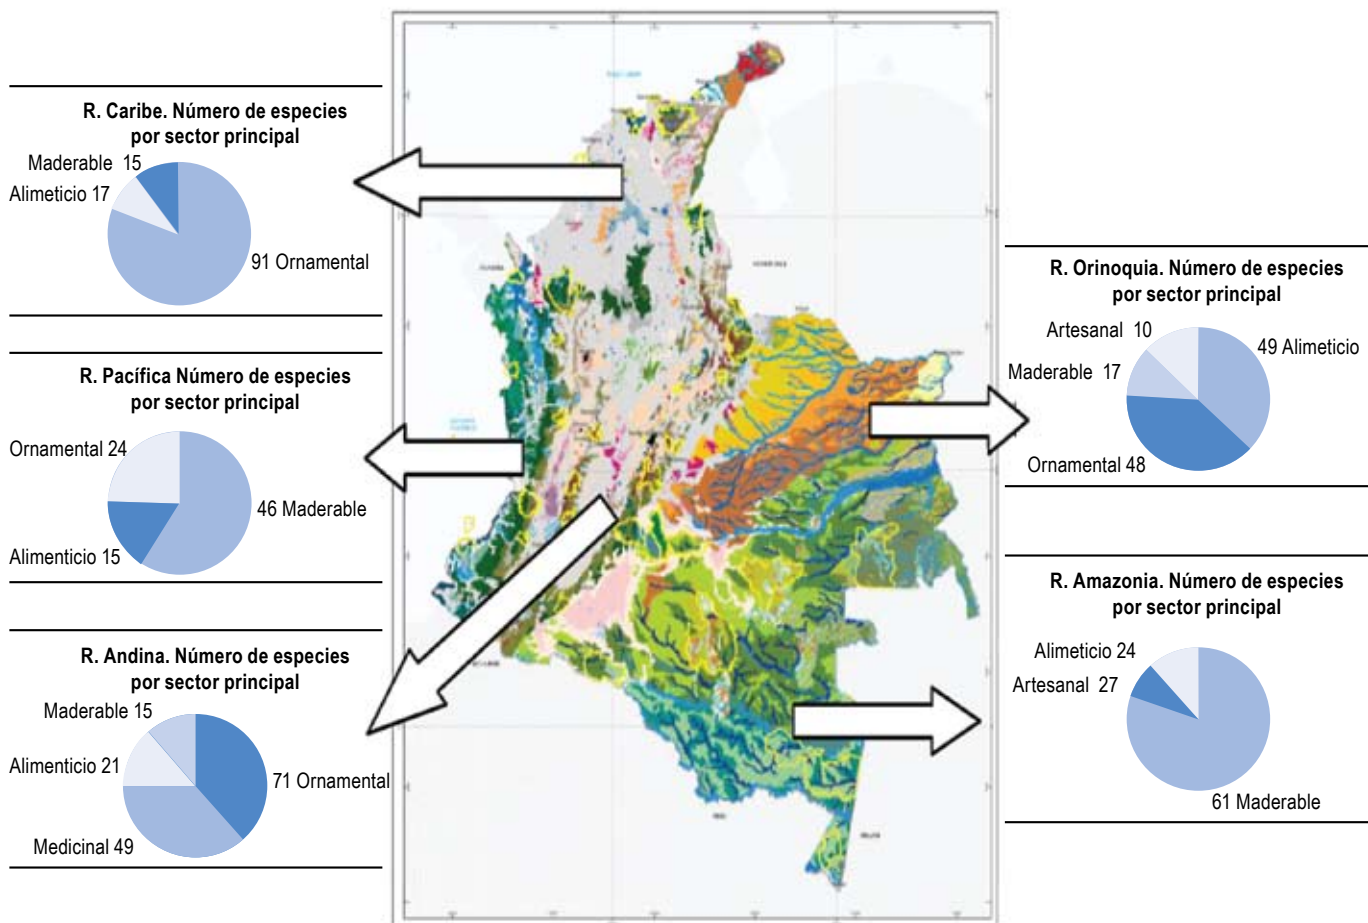 R. Caribe. Número de especies
por sector principal
Maderable 15
Alimeticio 17
91 Ornamental
R. Pacífica Número de especies
por sector principal
Ornamental 24
46 Maderable
Alimenticio 15
R. Andina. Número de especies
por sector principal
Maderable 15
Alimenticio 21
71 Ornamental
Medicinal 49
R. Orinoquia. Número de especies
por sector principal
Artesanal 10
49 Alimeticio
Maderable 17
Ornamental 48
R. Amazonia. Número de especies
por sector principal
Alimeticio 24
Artesanal 27
61 Maderable